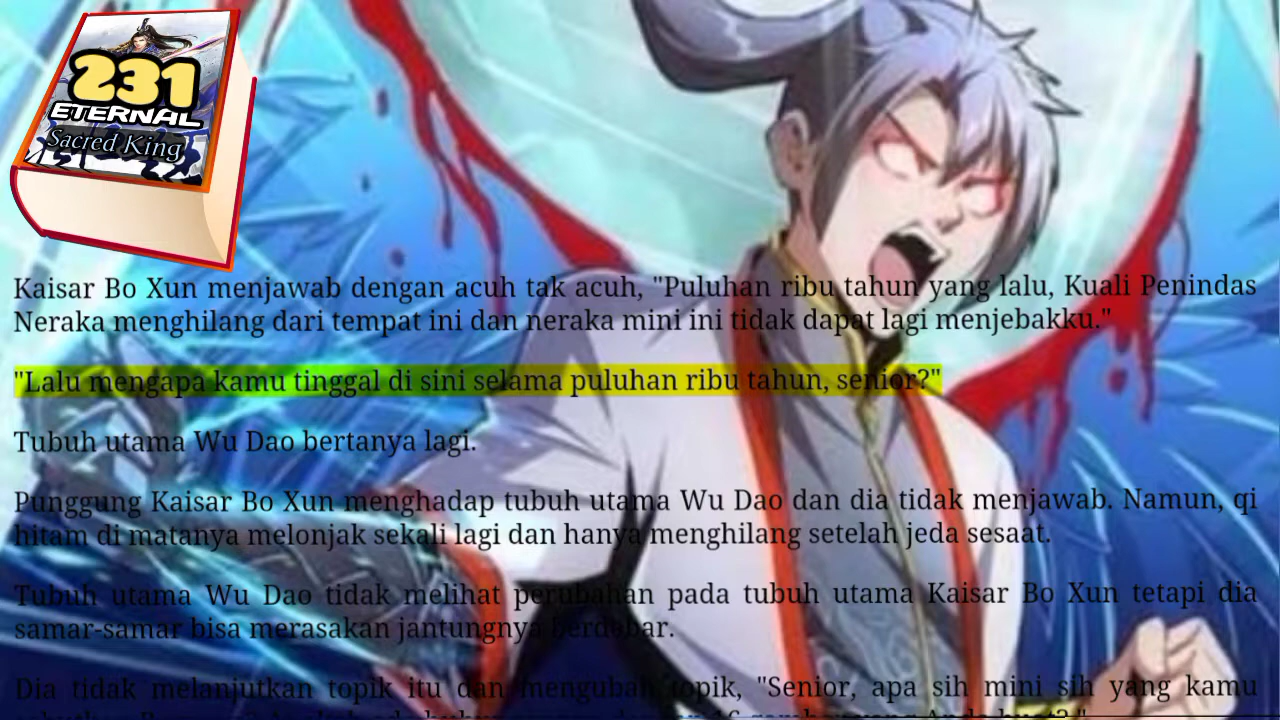 231
ETERNAL
Sacred King
Kaisar Bo Xun menjawab dengan acuh tak acuh, "Puluhan ribu tahun yang lalu, Kuali Penindas
Neraka menghilang dari tempat ini dan neraka mini ini tidak dapat lagi menjebakku."
"Lalu mengapa kamu tinggal di sini selama puluhan ribu tahun, senior?"
Tubuh utama Wu Dao bertanya lagi.
Punggung Kaisar Bo Xun menghadap tubuh utama Wu Dao dan dia tidak menjawab. Namun, qi
hitam di matanya melonjak sekali lagi dan hanya menghilang setelah jeda sesaat.
Tubuh utama Wu Dao tidak melihat perubahan pada tubuh utama Kaisar Bo Xun tetapi dia
samar-samar bisa merasakan jantungnya berdebar.
Dia tidak melanjutkan topik itu dan mengubah topik, "Senior, apa sih mini sih yang kamu